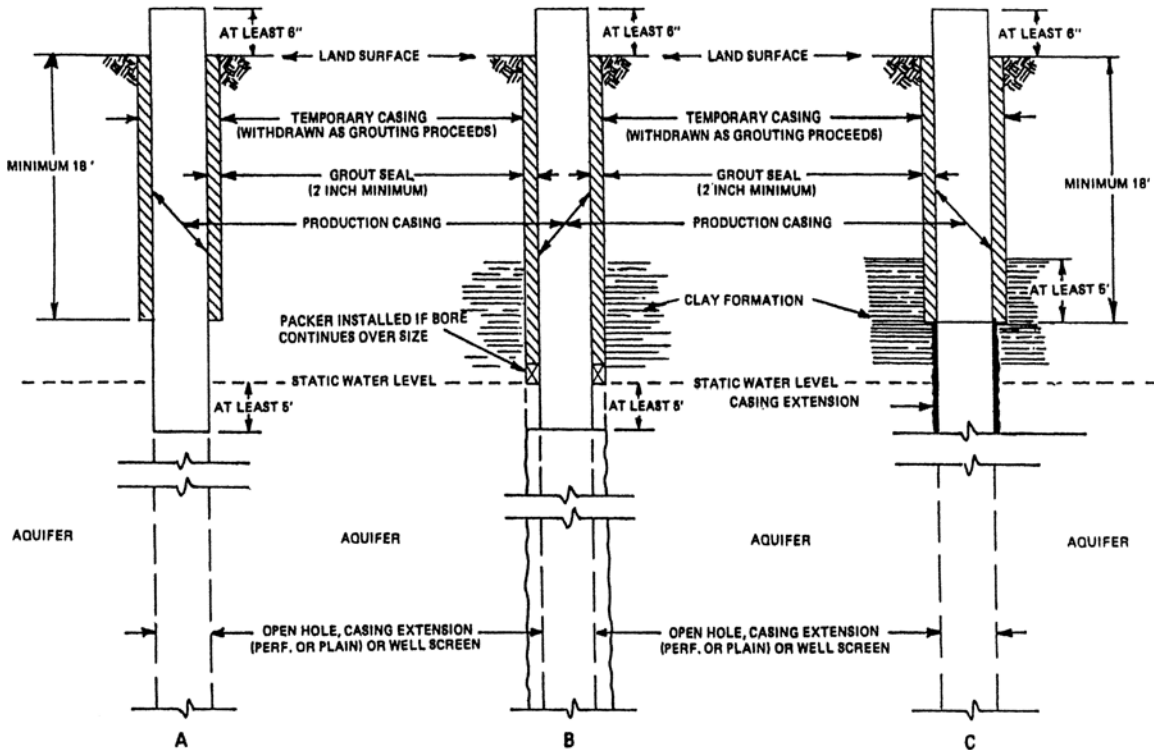 AT LEAST 6"
AT LEAST 6"
LAND SURFACE
LAND SURFACE
TEMPORARY CASING
(WITHDRAWN AS GROUTING PROCEEDS)
TEMPORARY CASING
(WITHDRAWN AS GROUTING PROCEEDS)
MINIMUM 18'
GROUT SEAL
(2 INCH MINIMUM)
GROUT SEAL
(2 INCH MINIMUM)
MINIMUM 18'
PRODUCTION CASING
PRODUCTION CASING
AT LEAST 5'
CLAY FORMATION
PACKER INSTALLED IF BORE
CONTINUES OVER SIZE
STATIC WATER LEVEL
STATIC WATER LEVEL
AT LEAST 5'
AT LEAST 5'
CASING EXTENSION
AQUIFER
AQUIFER
AQUIFER
AQUIFER
OPEN HOLE, CASING EXTENSION
(PERF. OR PLAIN) OR WELL SCREEN
OPEN HOLE, CASING EXTENSION
(PERF. OR PLAIN) OR WELL SCREEN
A
B
C